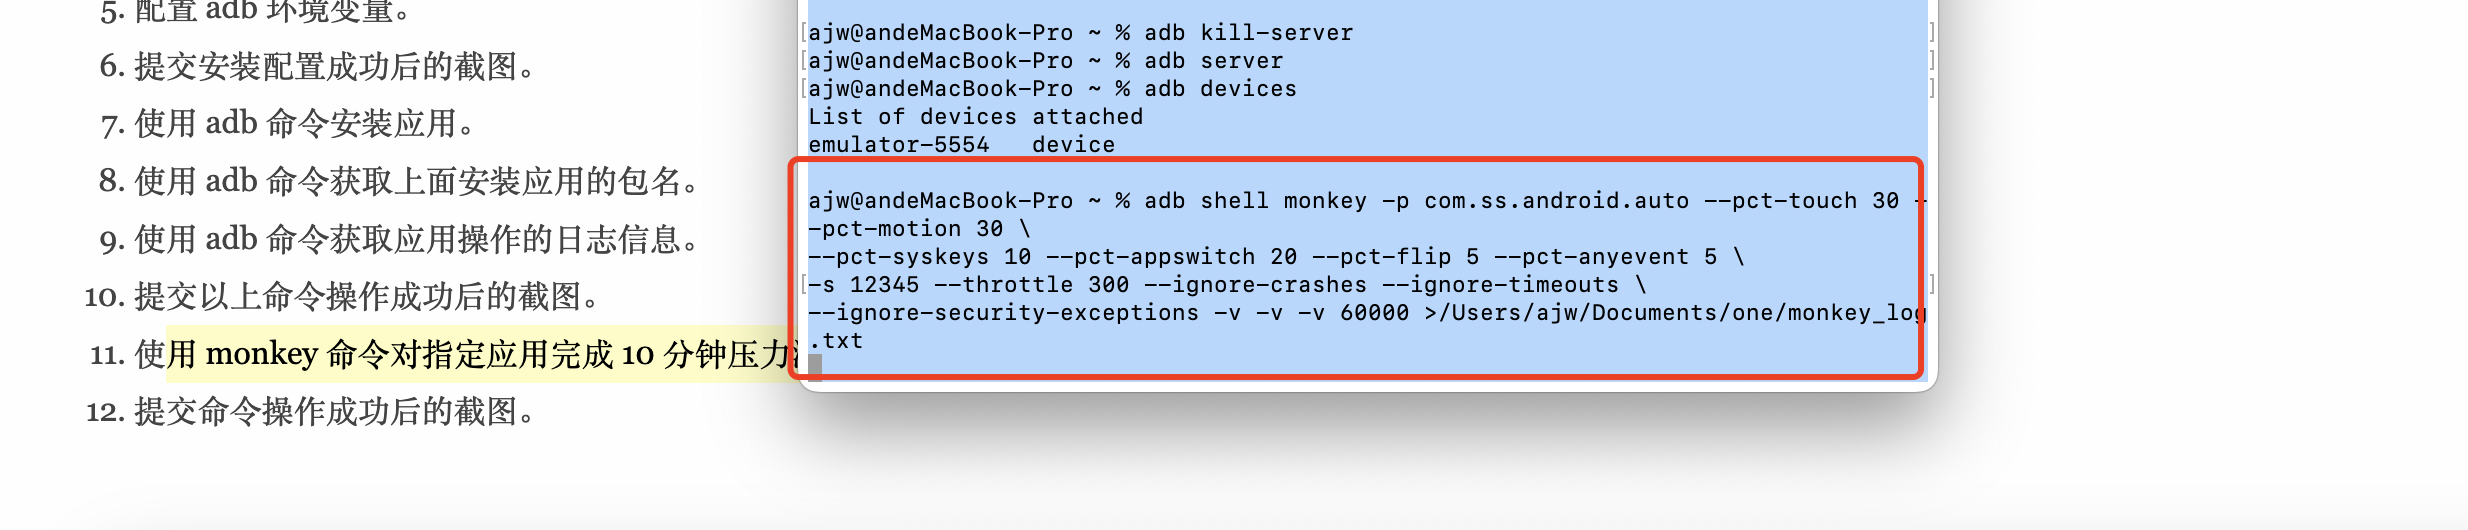 5. 配置 adb 环境变量。
6. 提交安装配置成功后的截图。
7. 使用 adb 命令安装应用。
8. 使用 adb 命令获取上面安装应用的包名。
9. 使用 adb 命令获取应用操作的日志信息。
10. 提交以上命令操作成功后的截图。
11. 使用 monkey 命令对指定应用完成 10 分钟压力
12. 提交命令操作成功后的截图。
[ajw@andeMacBook-Pro ~ % adb kill-server ]
[ajw@andeMacBook-Pro ~ % adb server ]
[ajw@andeMacBook-Pro ~ % adb devices ]
List of devices attached
emulator-5554 device
ajw@andeMacBook-Pro ~ % adb shell monkey -p com.ss.android.auto --pct-touch 30 -
-pct-motion 30 \
--pct-syskeys 10 --pct-appswitch 20 --pct-flip 5 --pct-anyevent 5 \
[-s 12345 --throttle 300 --ignore-crashes --ignore-timeouts \ ]
--ignore-security-exceptions -v -v -v 60000 >/Users/ajw/Documents/one/monkey_log
.txt